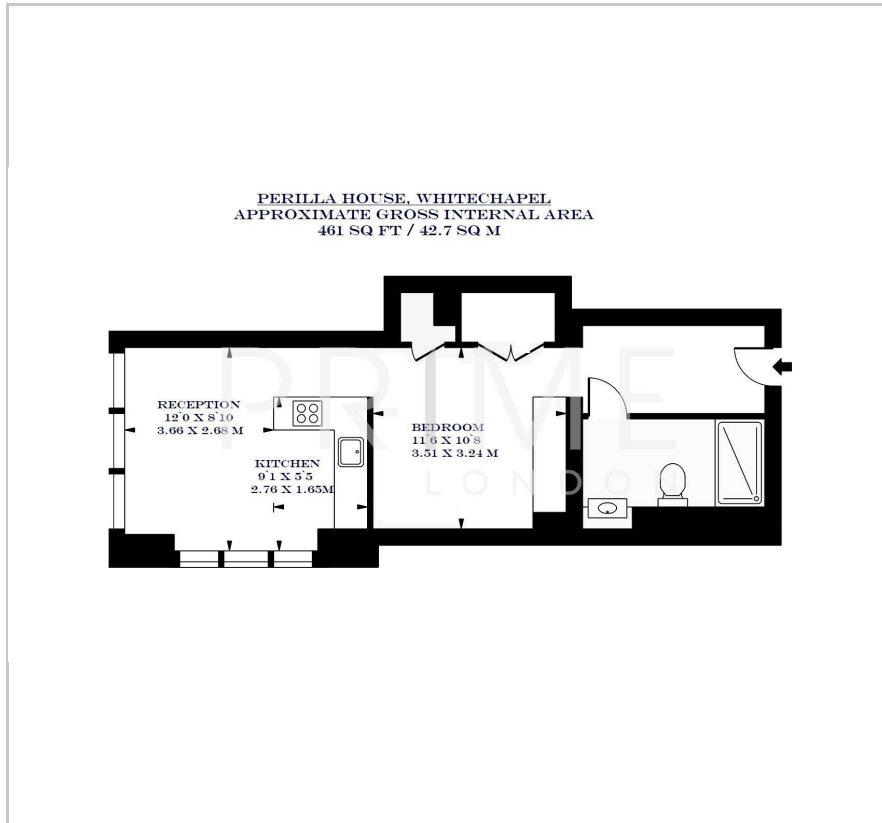 PERILLA HOUSE, WHITECHAPEL
APPROXIMATE GROSS INTERNAL AREA
461 SQ FT / 42.7 SQ M
RECEPTION
12'0 X 8'10
3.66 X 2.68 M
KITCHEN
9'1 X 5'5
2.76 X 1.65M
BEDROOM
11'6 X 10'8
3.51 X 3.24 M
PRIME
LONDON